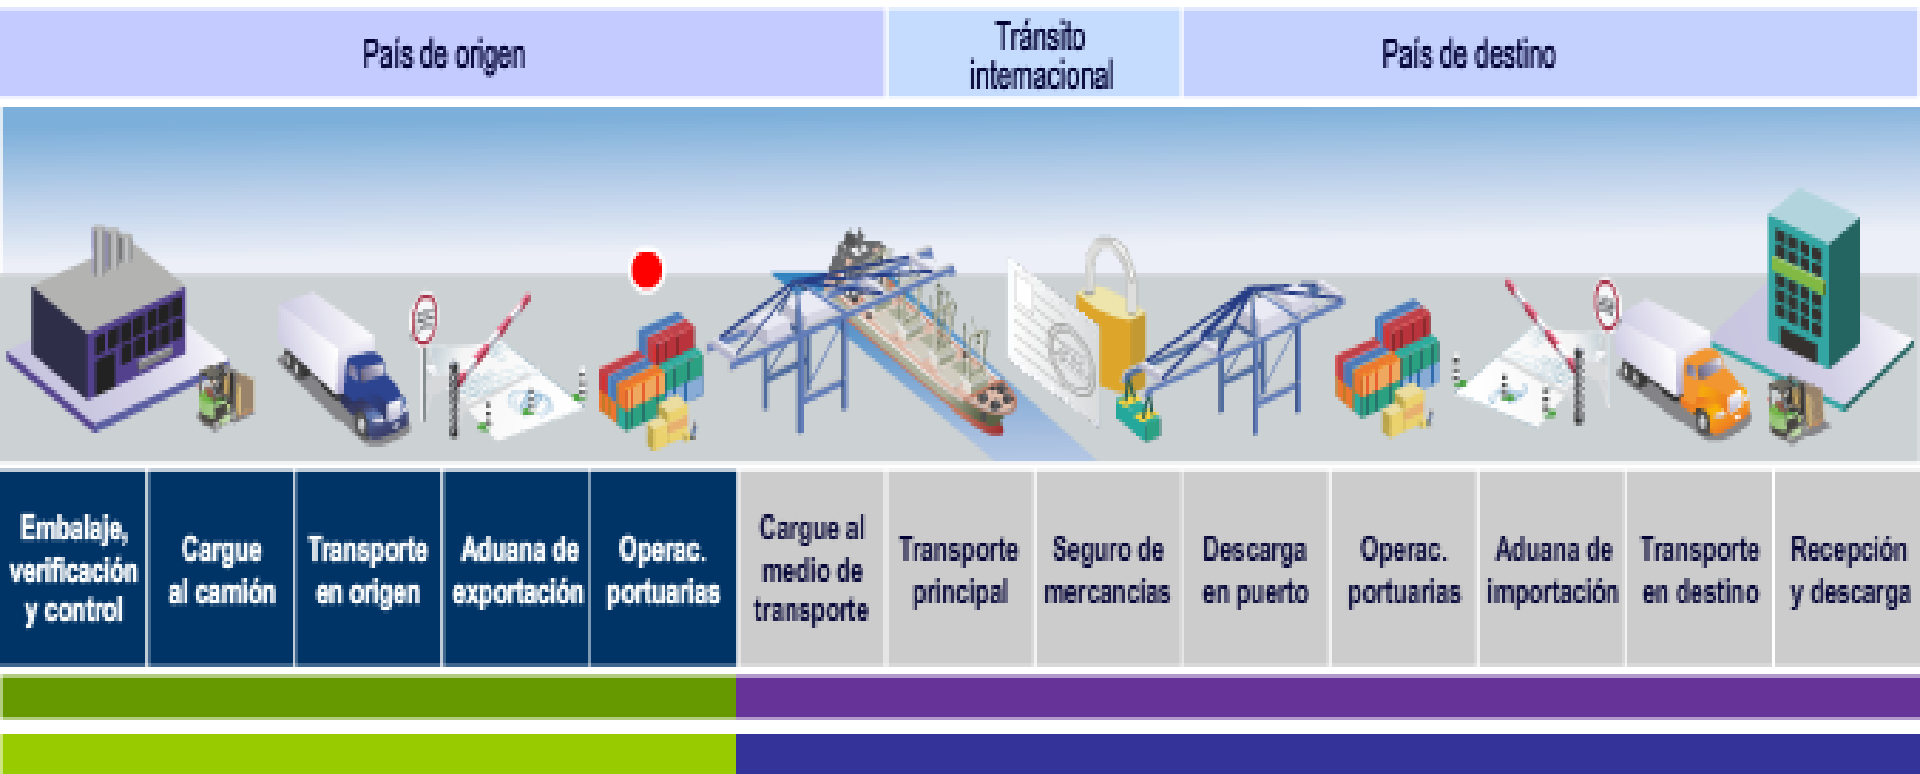 País de origen
Tránsito
internacional
País de destino
Embalaje,
verificación
y control
Cargue
al camión
Transporte
en origen
Aduana de
exportación
Operac.
portuarias
Cargue al
medio de
transporte
Transporte
principal
Seguro de
mercancías
Descarga
en puerto
Operac.
portuarias
Aduana de
importación
Transporte
en destino
Recepción
y descarga